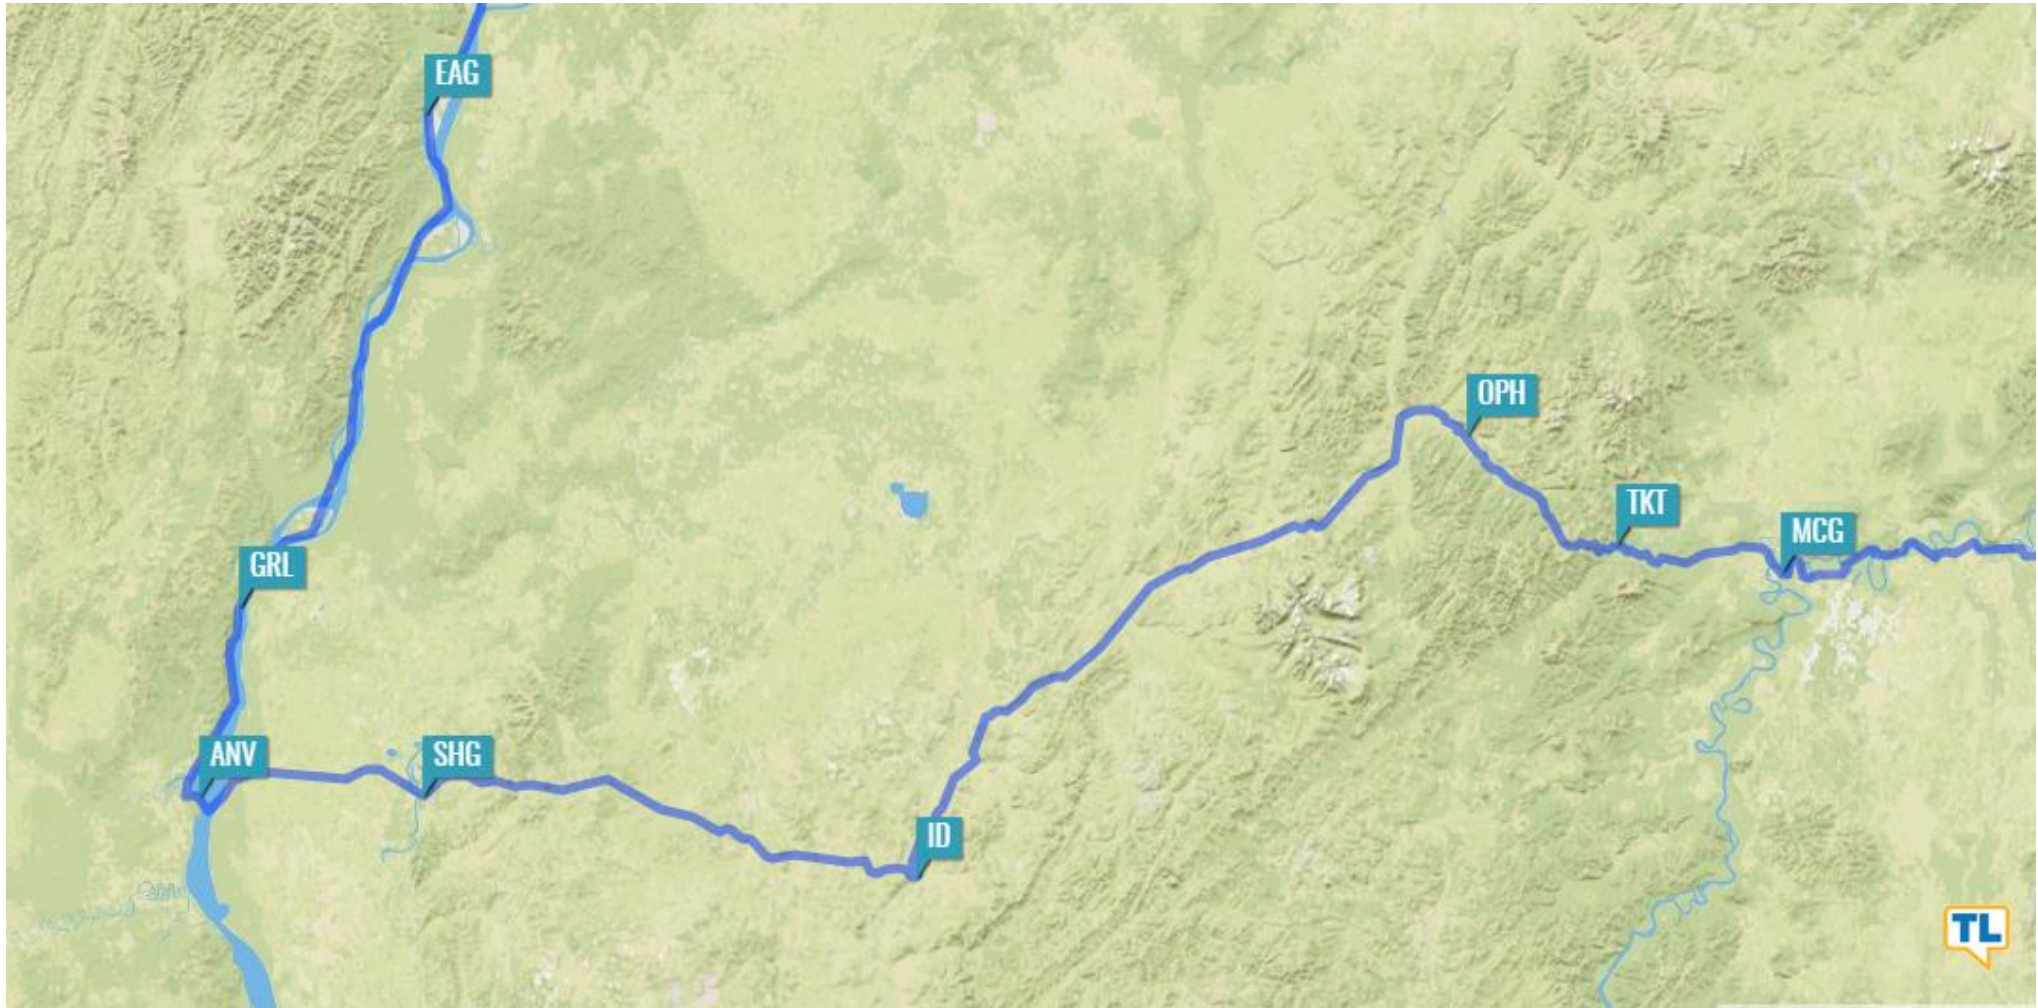 EAG
OPH
TKT
MCG
GRL
ANV
SHG
ID
TL